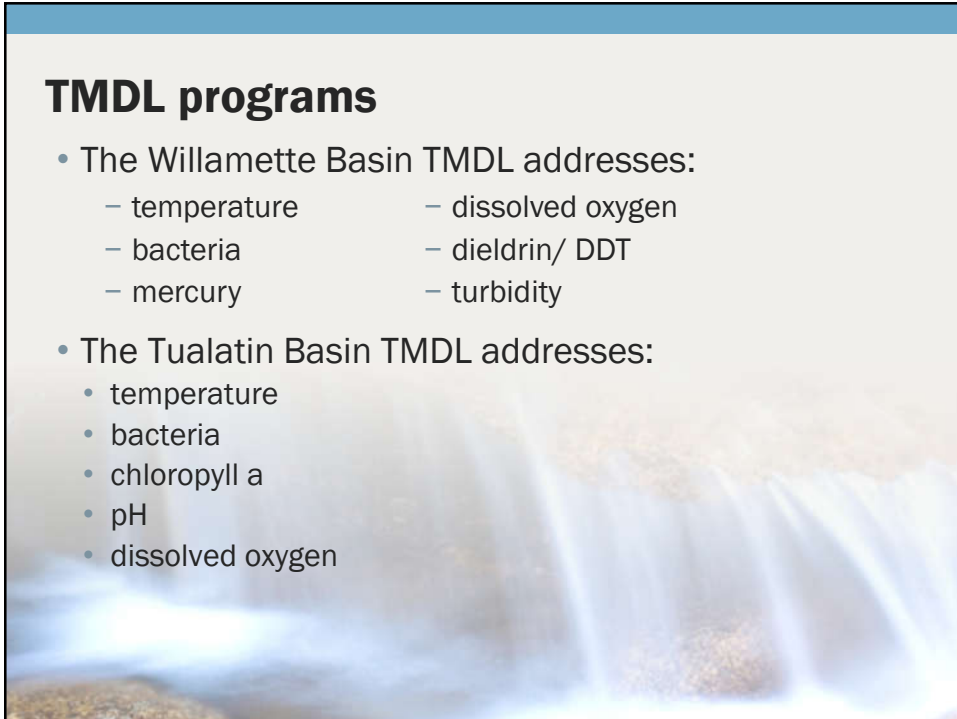 TMDL programs
• The Willamette Basin TMDL addresses:
– temperature
– bacteria
– mercury
– dissolved oxygen
– dieldrin/ DDT
– turbidity
• The Tualatin Basin TMDL addresses:
• temperature
• bacteria
• chloropyll a
• pH
• dissolved oxygen